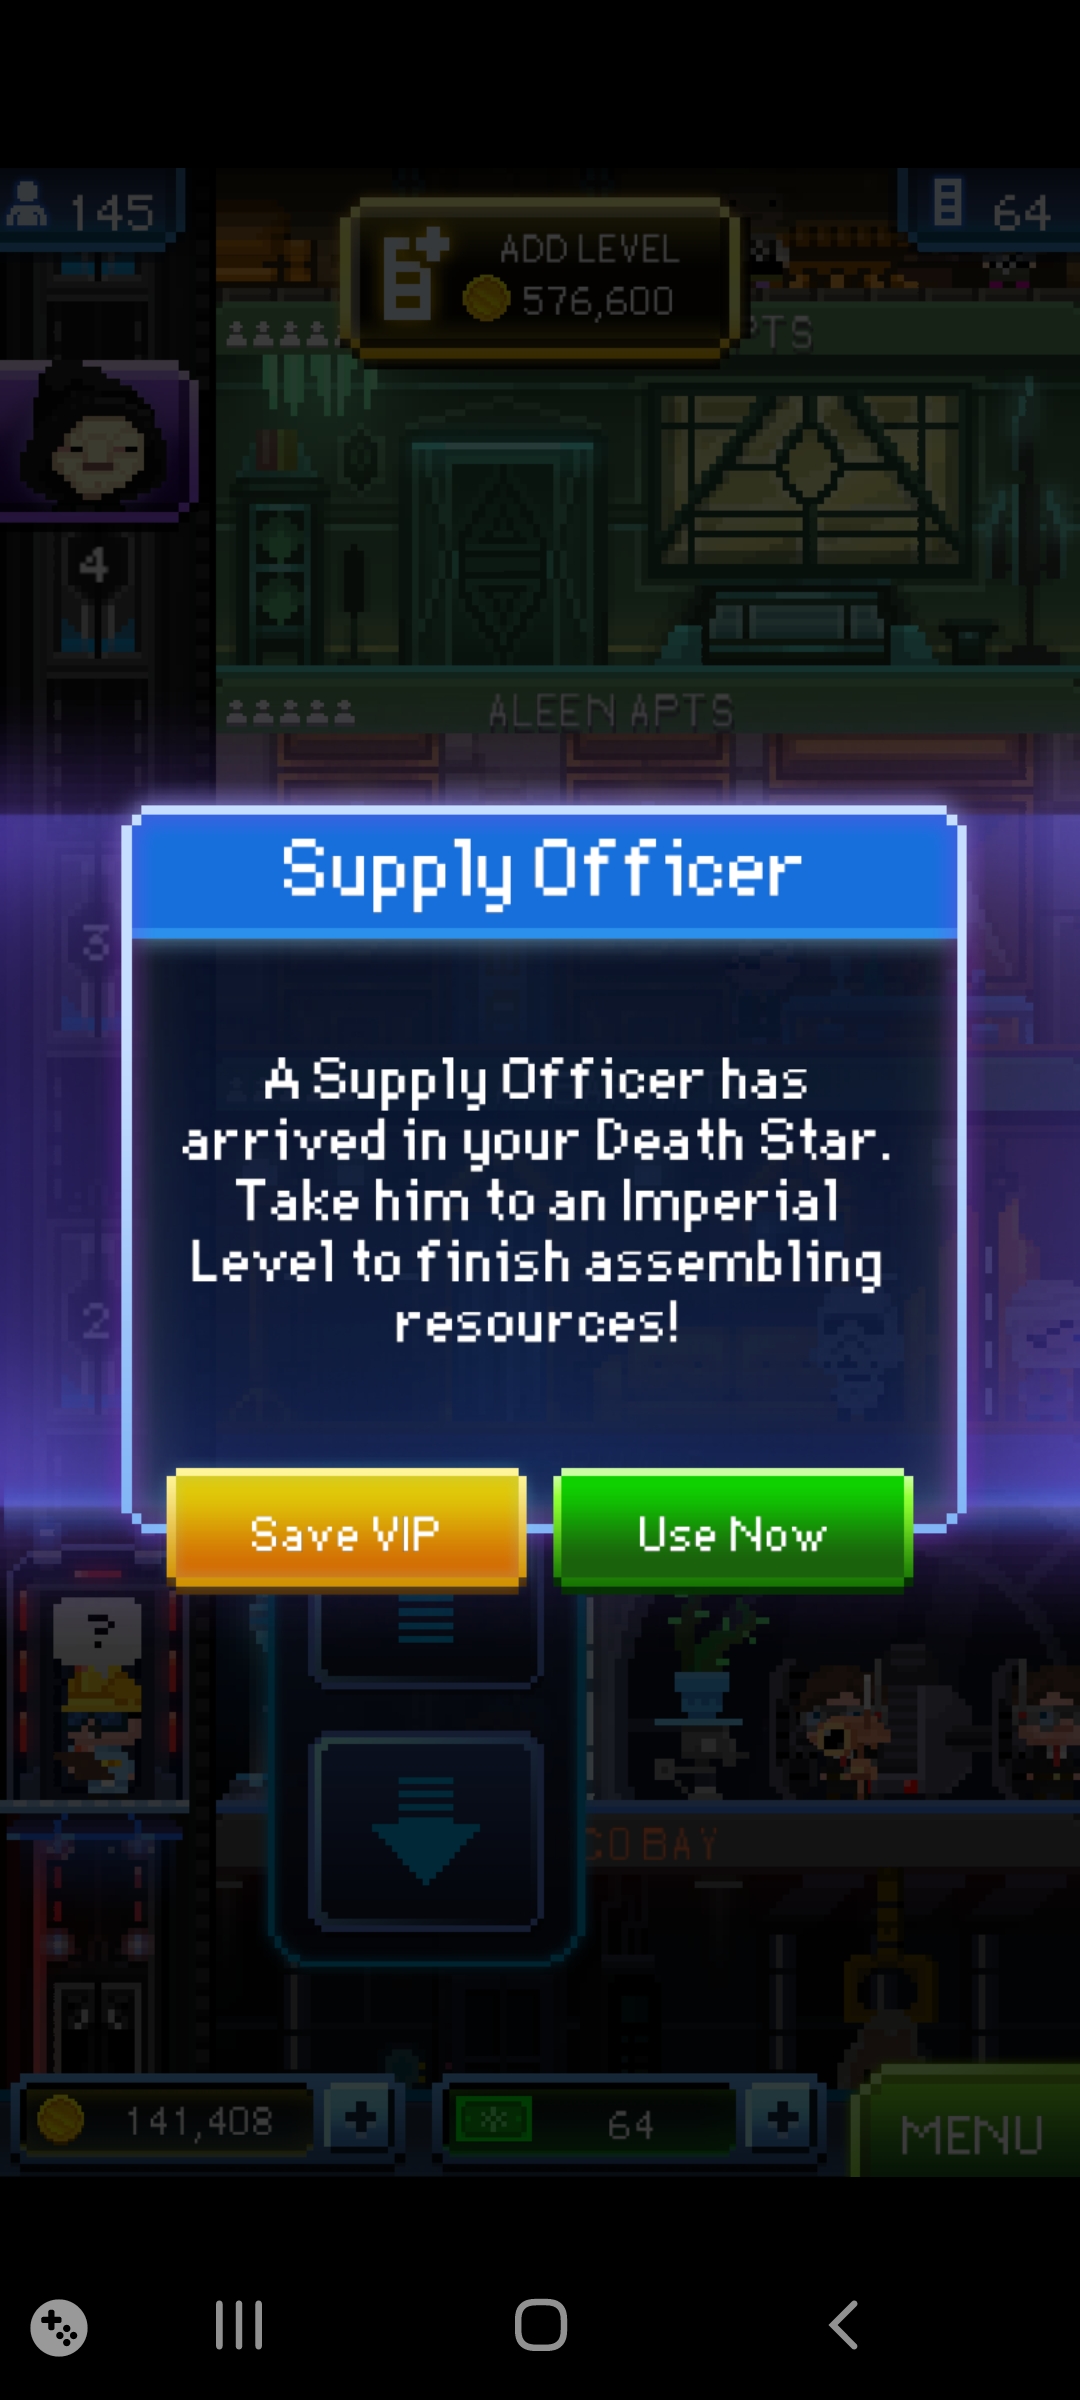 145
64
ADD LEVEL
576,600
PTS
4
ALEEN APTS
Supply Officer
3
A Supply Officer has
arrived in your Death Star.
Take him to an Imperial
Level to finish assembling
resources!
2
Save VIP
Use Now
?
CO BAY
141,408
64
MENU